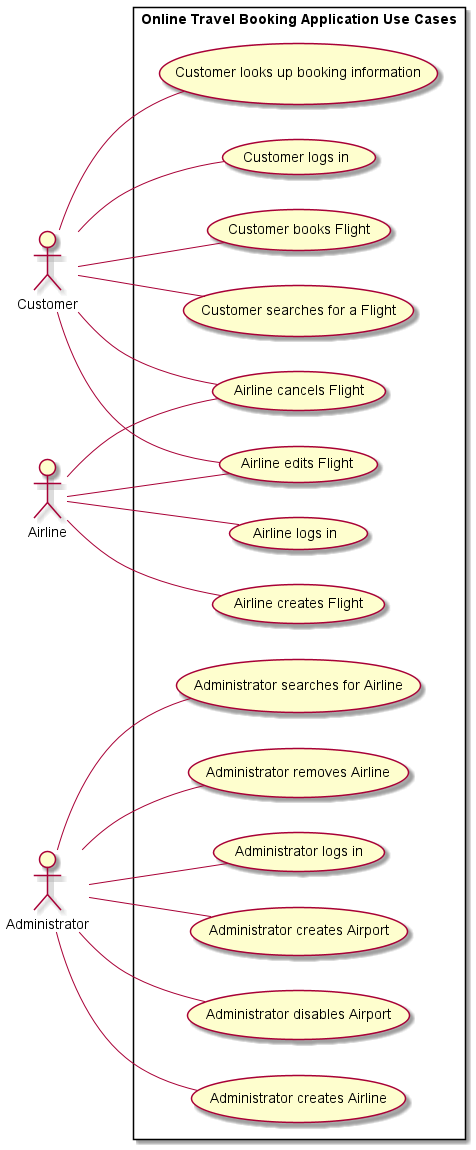 Online Travel Booking Application Use Cases
Customer looks up booking information
Customer logs in
Customer books Flight
Customer searches for a Flight
Customer
Airline cancels Flight
Airline edits Flight
Airline logs in
Airline
Airline creates Flight
Administrator searches for Airline
Administrator removes Airline
Administrator logs in
Administrator
Administrator creates Airport
Administrator disables Airport
Administrator creates Airline